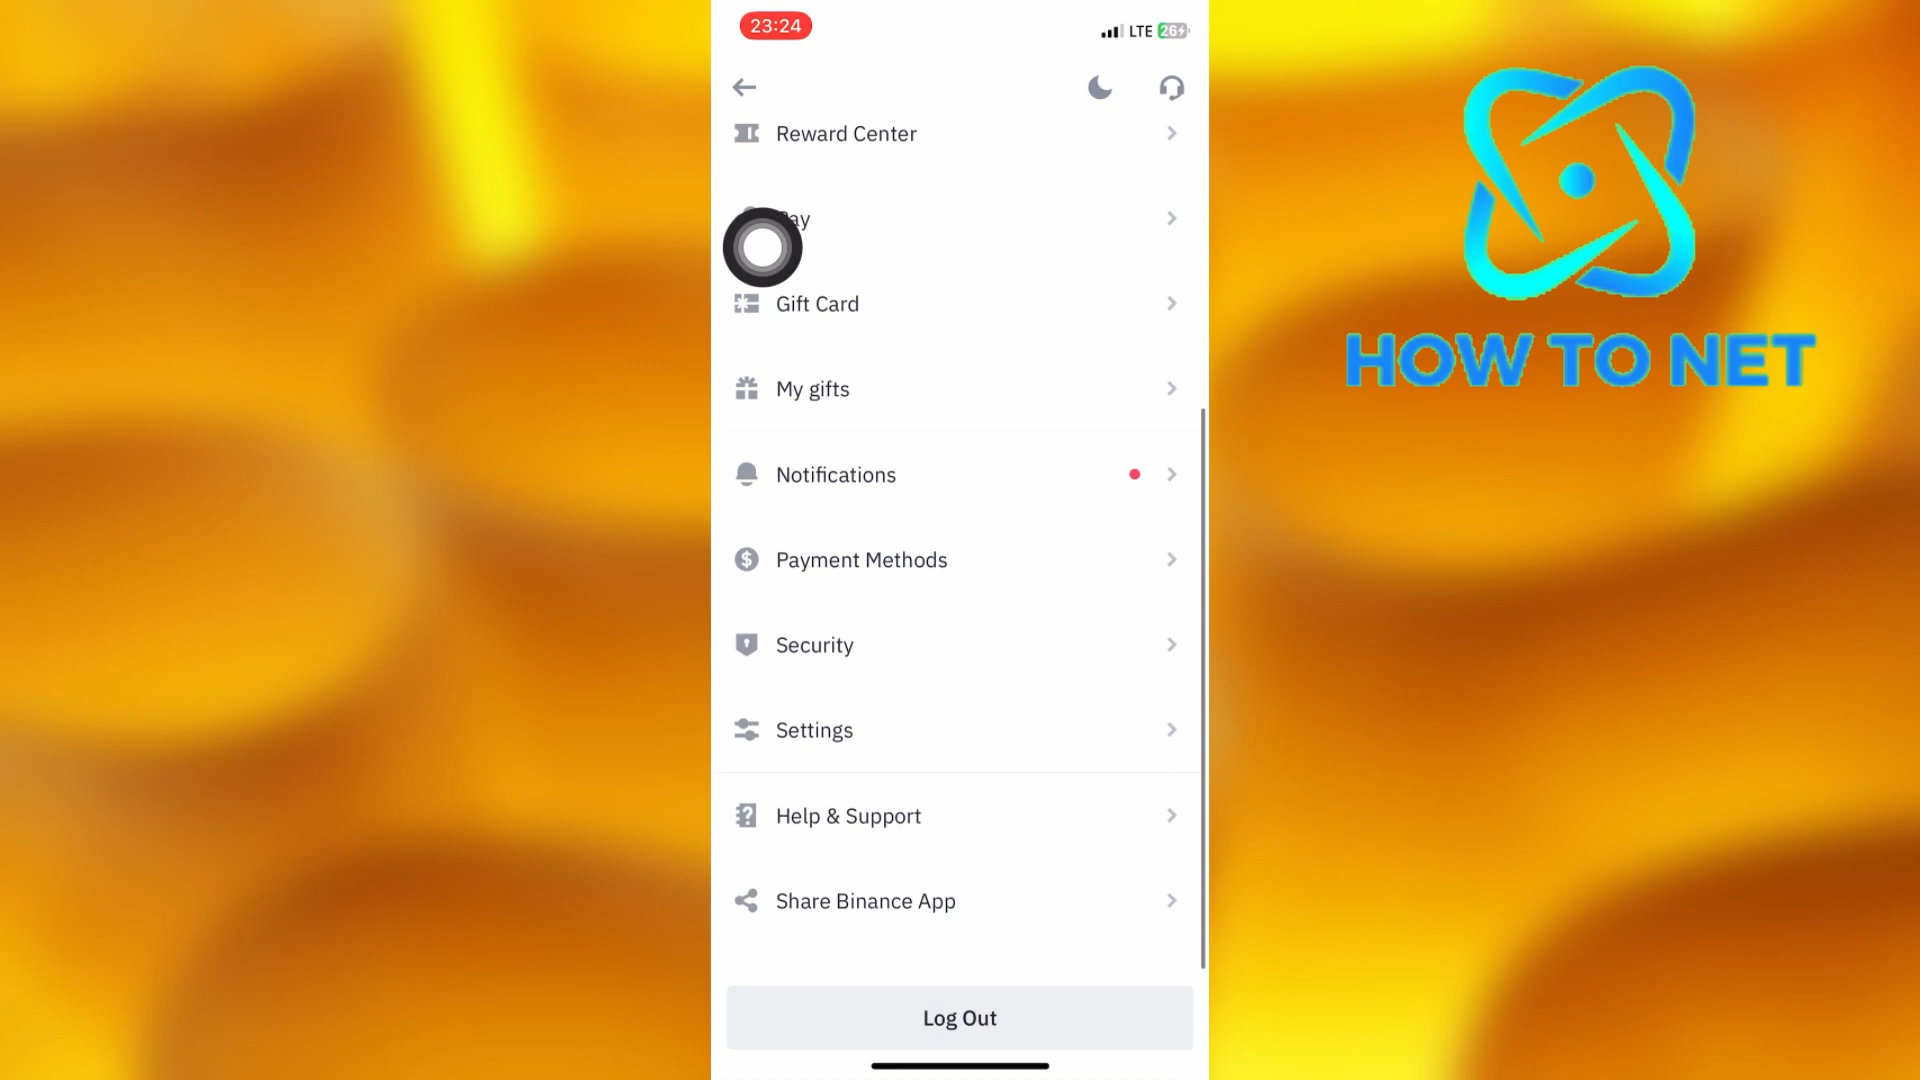 23:24
LTE 26
Reward Center
HOW TO NET
Gift Card
My gifts
Notifications
Payment Methods
Security
Settings
Help & Support
Share Binance App
Log Out